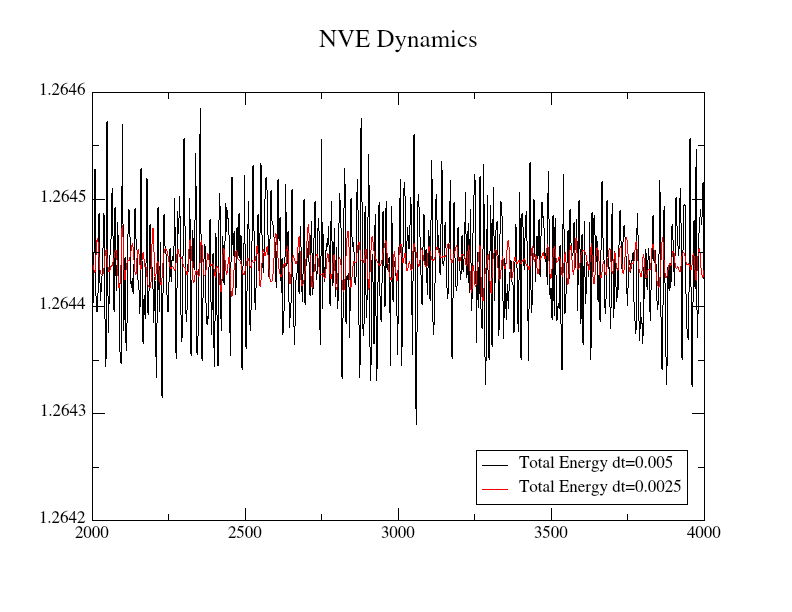 NVE Dynamics
1.2646
1.2645
1.2644
1.2643
1.2642
2000 2500 3000 3500 4000
Total Energy dt=0.005
Total Energy dt=0.0025